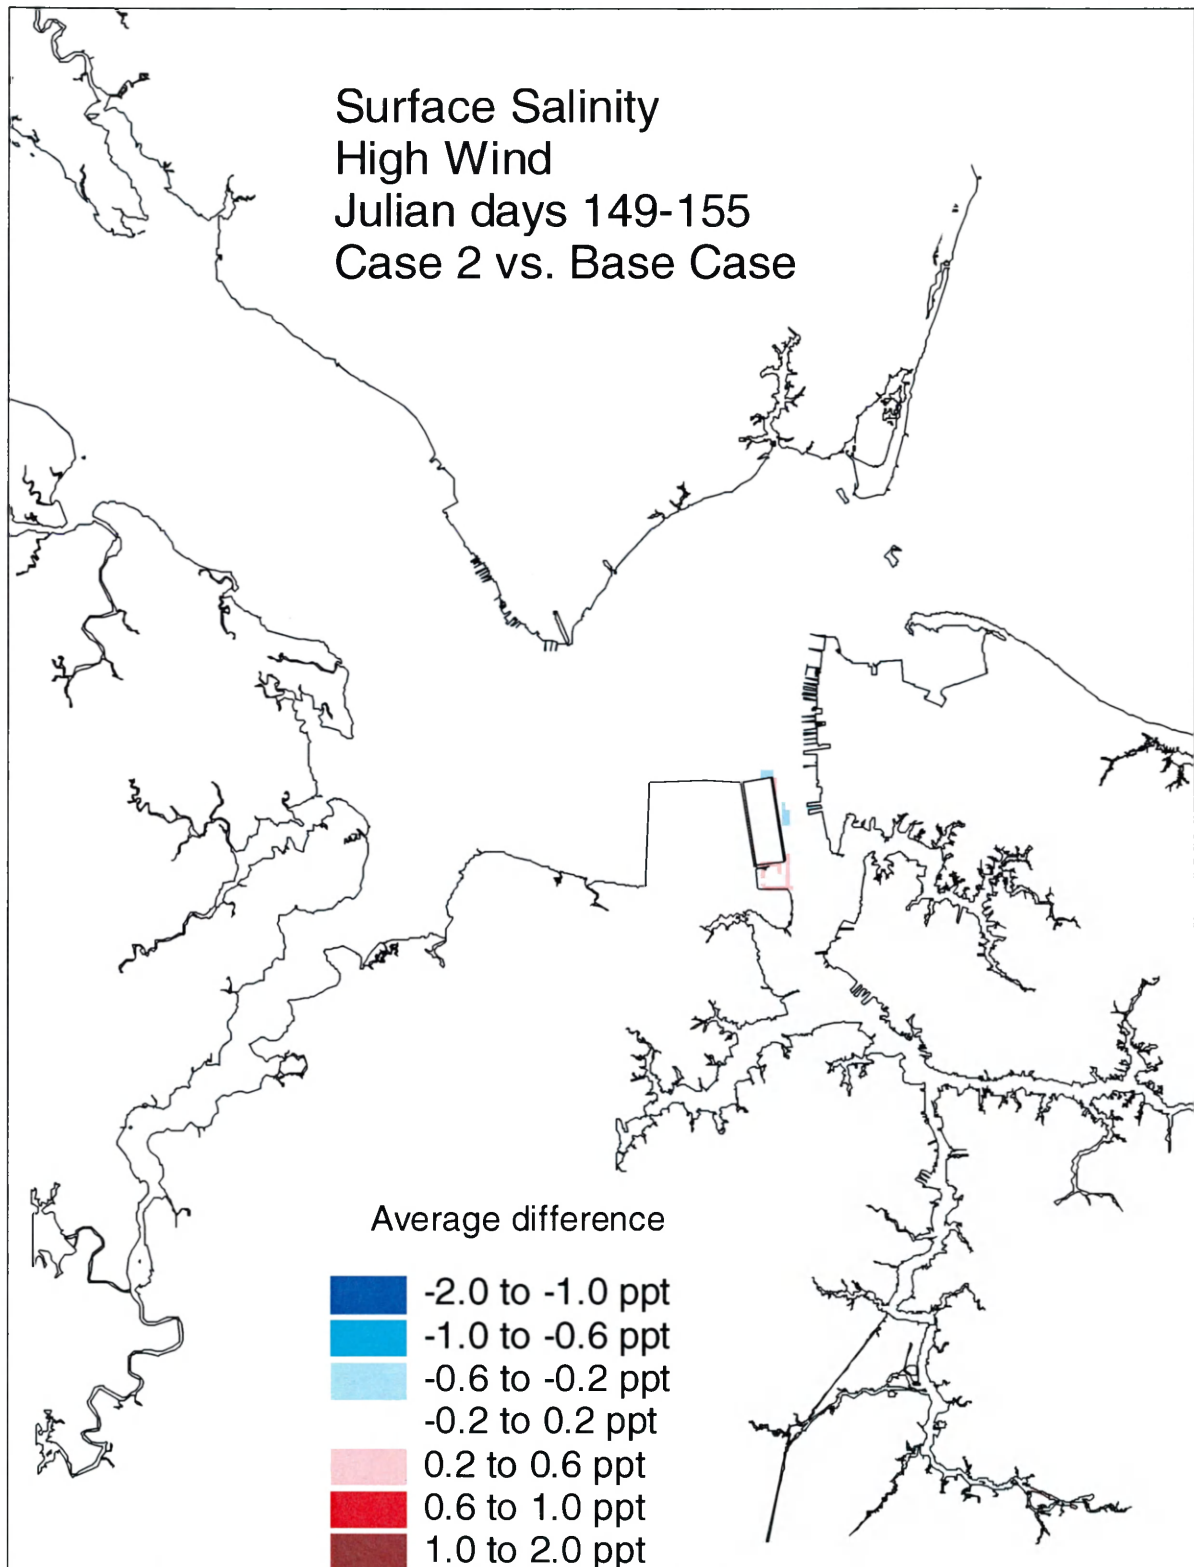 Surface Salinity
High Wind
Julian days 149-155
Case 2 vs. Base Case
Average difference
-2.0 to -1.0 ppt
-1.0 to -0.6 ppt
-0.6 to -0.2 ppt
-0.2 to 0.2 ppt
0.2 to 0.6 ppt
0.6 to 1.0 ppt
1.0 to 2.0 ppt